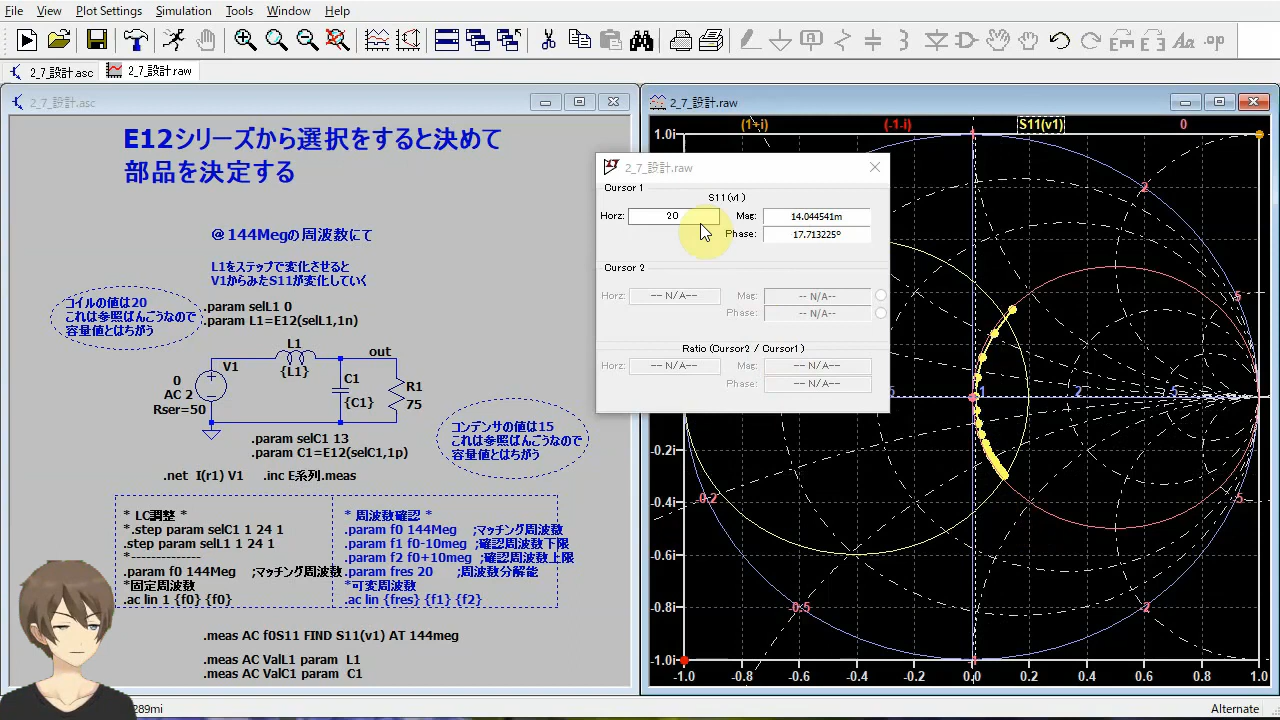 File View Plot Settings Simulation Tools Window Help
2_7_設計.asc 2_7_設計.raw
2_7_設計.asc
E12シリーズから選択をすると決めて
部品を決定する
@144Megの周波数にて
L1をステップで変化させると
V1からみたS11が変化していく
コイルの値は20
これは参照ばんごうなので
容量値とはちがう
.param selL1 0
.param L1=E12(selL1,1n)
L1
{L1}
out
V1
0
AC 2
Rser=50
C1
{C1}
R1
75
.param selC1 13
.param C1=E12(selC1,1p)
コンデンサの値は15
これは参照ばんごうなので
容量値とはちがう
.net I(r1) V1 .inc E系列.meas
* LC調整 *
*.step param selC1 1 24 1
.step param selL1 1 24 1
*--------------
.param f0 144Meg ;マッチング周波数
*固定周波数
.ac lin 1 {f0} {f0}
* 周波数確認 *
.param f0 144Meg ;マッチング周波数
.param f1 f0-10meg ;確認周波数下限
.param f2 f0+10meg ;確認周波数上限
.param fres 20 ;周波数分解能
*可変周波数
.ac lin {fres} {f1} {f2}
.meas AC f0S11 FIND S11(v1) AT 144meg
.meas AC ValL1 param L1
.meas AC ValC1 param C1
2_7_設計.raw
1.0i (1+i) (-1-i) S11(v1) 0
2_7_設計.raw
Cursor 1
S11(v1)
Horz: 20 Mag: 14.044541m
Phase: 17.713225°
Cursor 2
Horz: -- N/A-- Mag: -- N/A--
Phase: -- N/A--
Ratio (Cursor2 / Cursor1)
Horz: -- N/A-- Mag: -- N/A--
Phase: -- N/A--
1
2
5
1 2 .5
-0.2i
-0.4i
-0.6i
-0.8i
-1.0i
-0.2
-5
-0.5
-2
-1
-1.0 -0.8 -0.6 -0.4 -0.2 0.0 0.2 0.4 0.6 0.8 1.0
289mi
Alternate